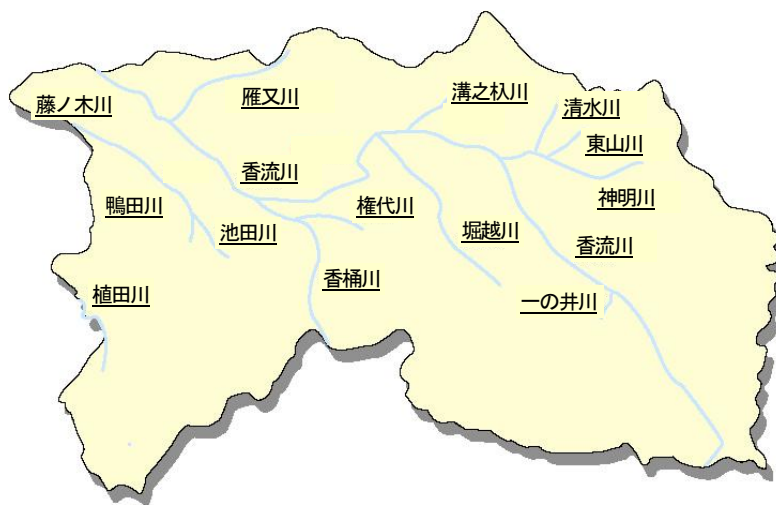 藤ノ木川
雁又川
溝之杁川
清水川
東山川
香流川
神明川
鴨田川
池田川
権代川
堀越川
香流川
香桶川
植田川
一の井川